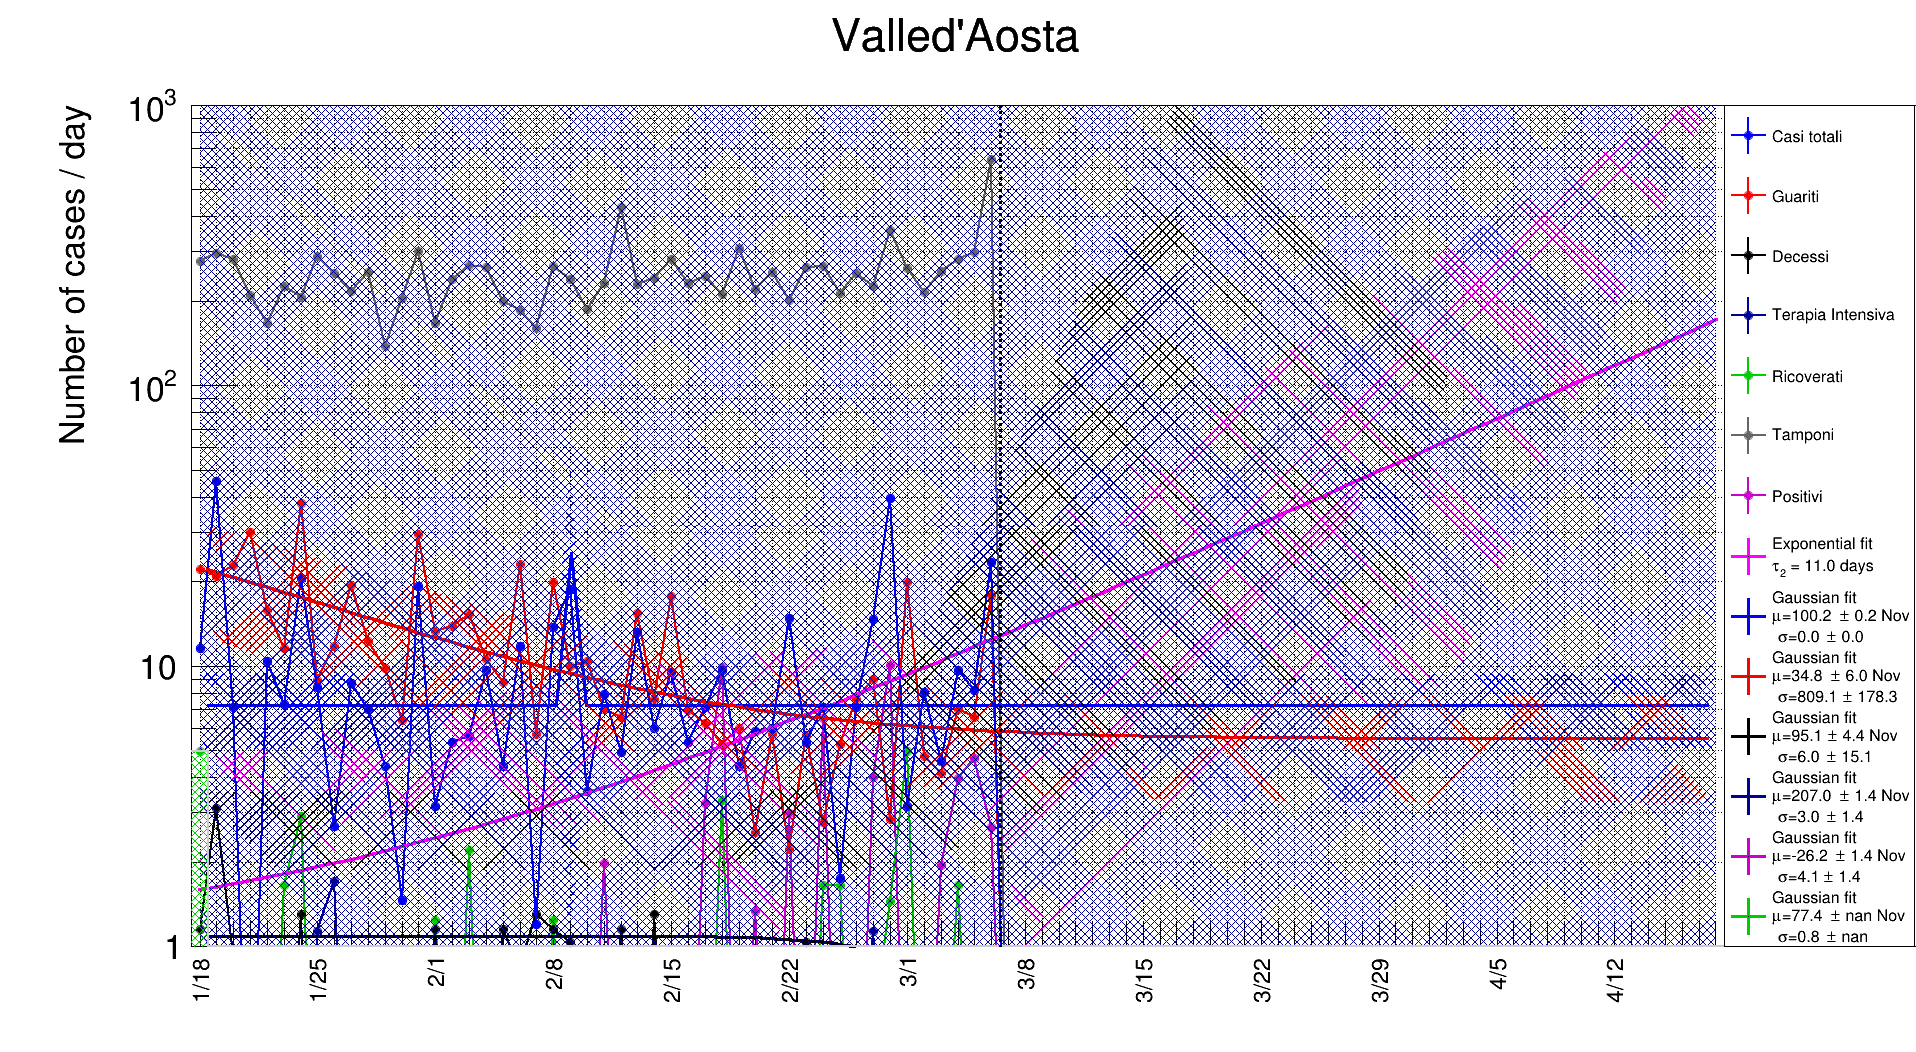 Valled'Aosta
Number of cases / day
10³
10²
10
1
1/18
1/25
2/1
2/8
2/15
2/22
3/1
3/8
3/15
3/22
3/29
4/5
4/12
Casi totali
Guariti
Decessi
Terapia Intensiva
Ricoverati
Tamponi
Positivi
Exponential fit
τ₂ = 11.0 days
Gaussian fit
μ=100.2 ± 0.2 Nov
σ=0.0 ± 0.0
Gaussian fit
μ=34.8 ± 6.0 Nov
σ=809.1 ± 178.3
Gaussian fit
μ=95.1 ± 4.4 Nov
σ=6.0 ± 15.1
Gaussian fit
μ=207.0 ± 1.4 Nov
σ=3.0 ± 1.4
Gaussian fit
μ=-26.2 ± 1.4 Nov
σ=4.1 ± 1.4
Gaussian fit
μ=77.4 ± nan Nov
σ=0.8 ± nan